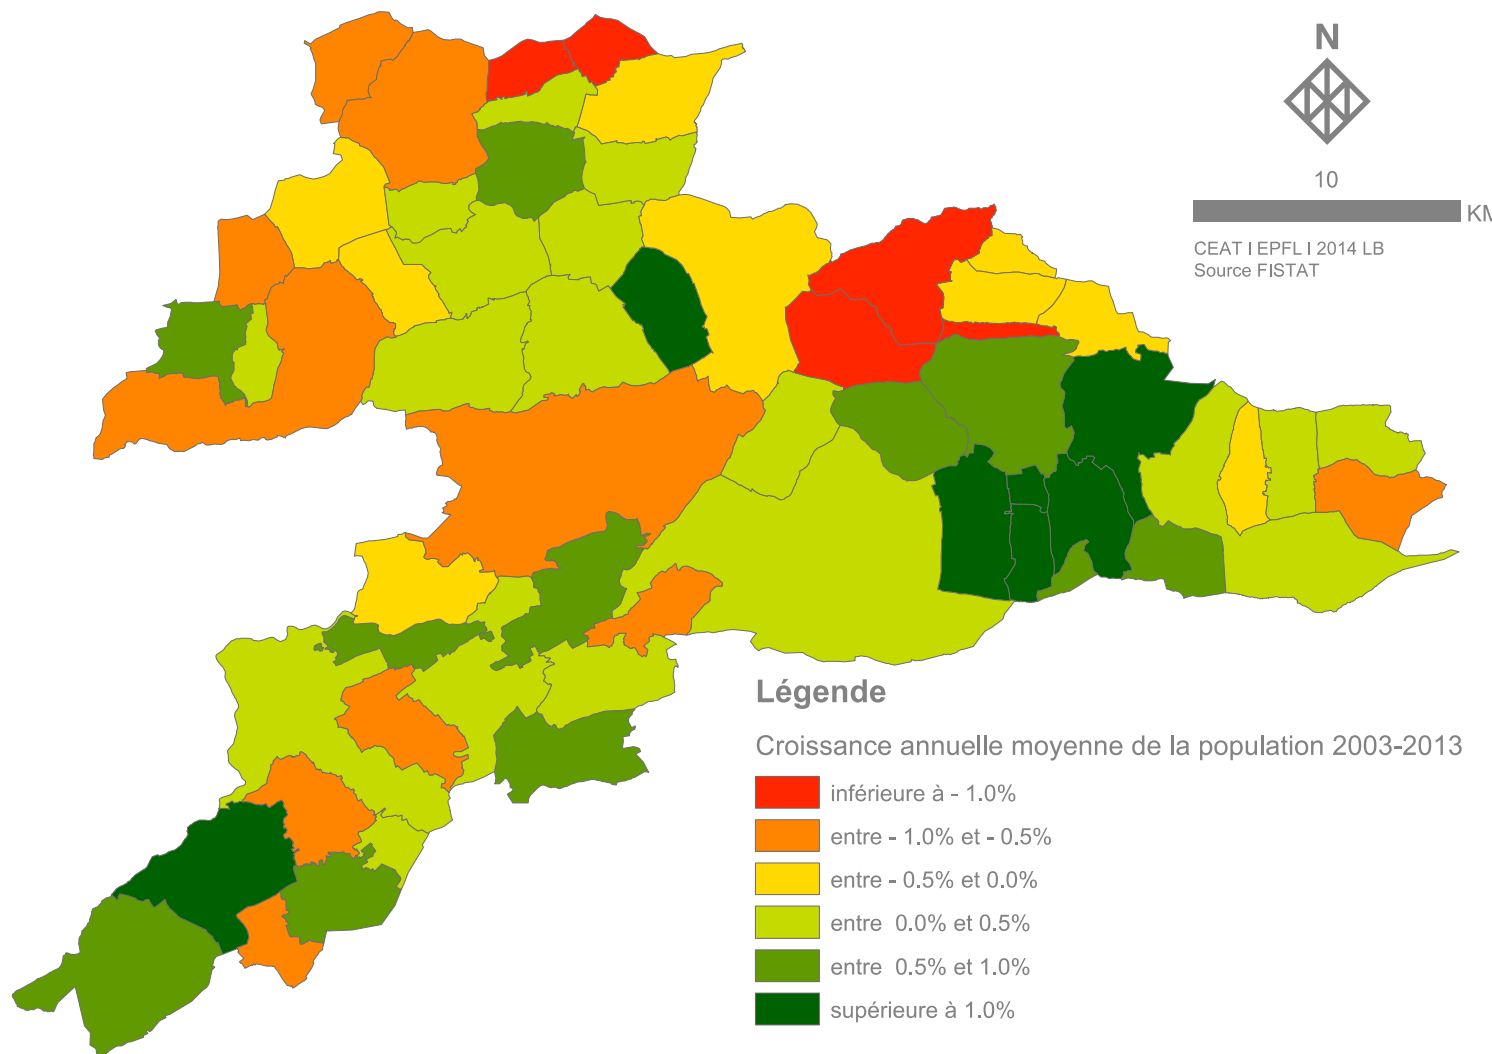 N
10
CEAT I EPFL I 2014 LB
Source FISTAT
Légende
Croissance annuelle moyenne de la population 2003-2013
inférieure à - 1.0%
entre - 1.0% et - 0.5%
entre - 0.5% et 0.0%
entre 0.0% et 0.5%
entre 0.5% et 1.0%
supérieure à 1.0%